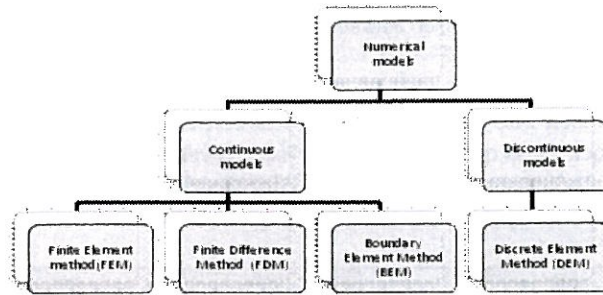 Numerical
models
Continuous
models
Discontinuous
models
Finite Element
method(FEM)
Finite Difference
Method (FDM)
Boundary
Element Method
(BEM)
Discrete Element
Method (DEM)